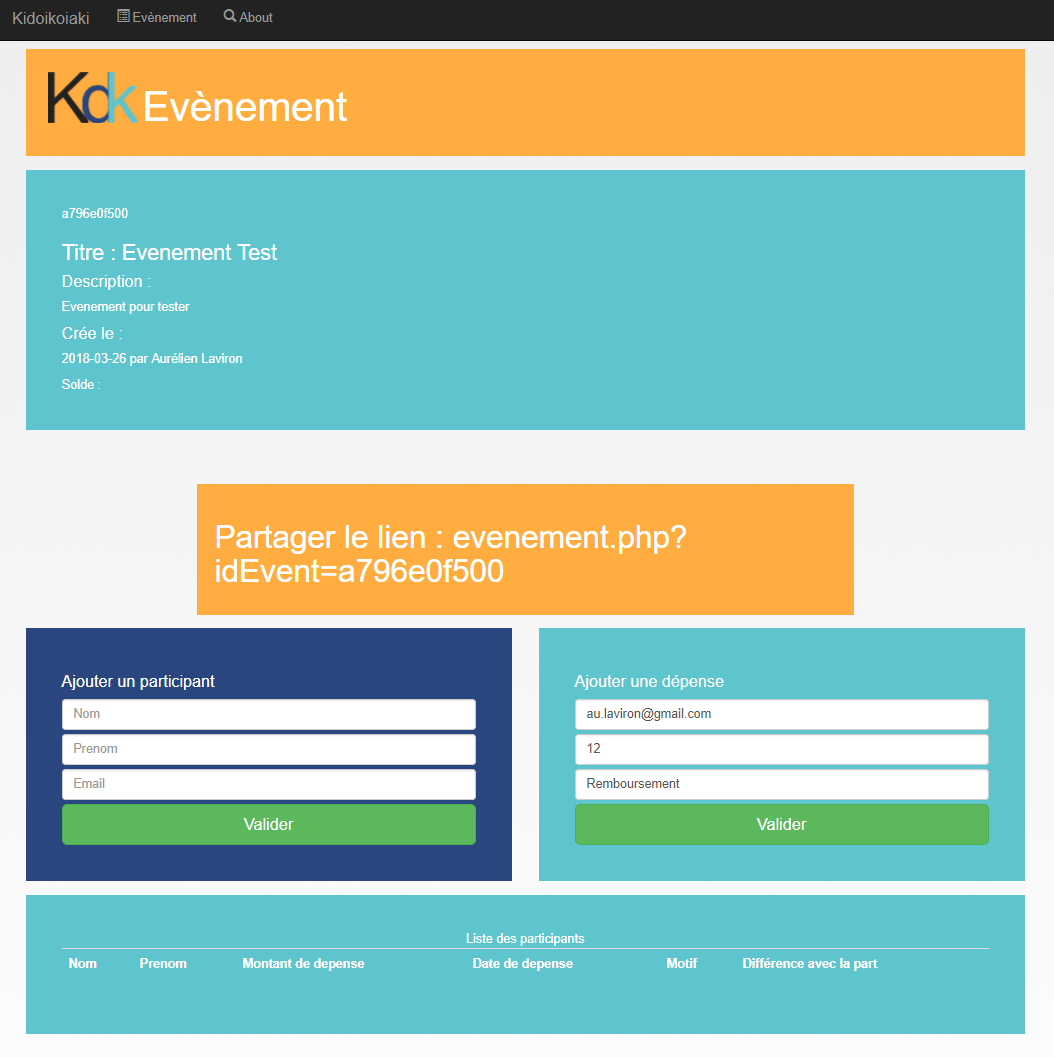 Kidoikoiaki Evènement About
Kdk Evènement
a796e0f500
Titre : Evenement Test
Description :
Evenement pour tester
Crée le :
2018-03-26 par Aurélien Laviron
Solde :
Partager le lien : evenement.php?
idEvent=a796e0f500
Ajouter un participant
Nom
Prenom
Email
Valider
Ajouter une dépense
au.laviron@gmail.com
12
Remboursement
Valider
Liste des participants
Nom Prenom Montant de depense Date de depense Motif Différence avec la part